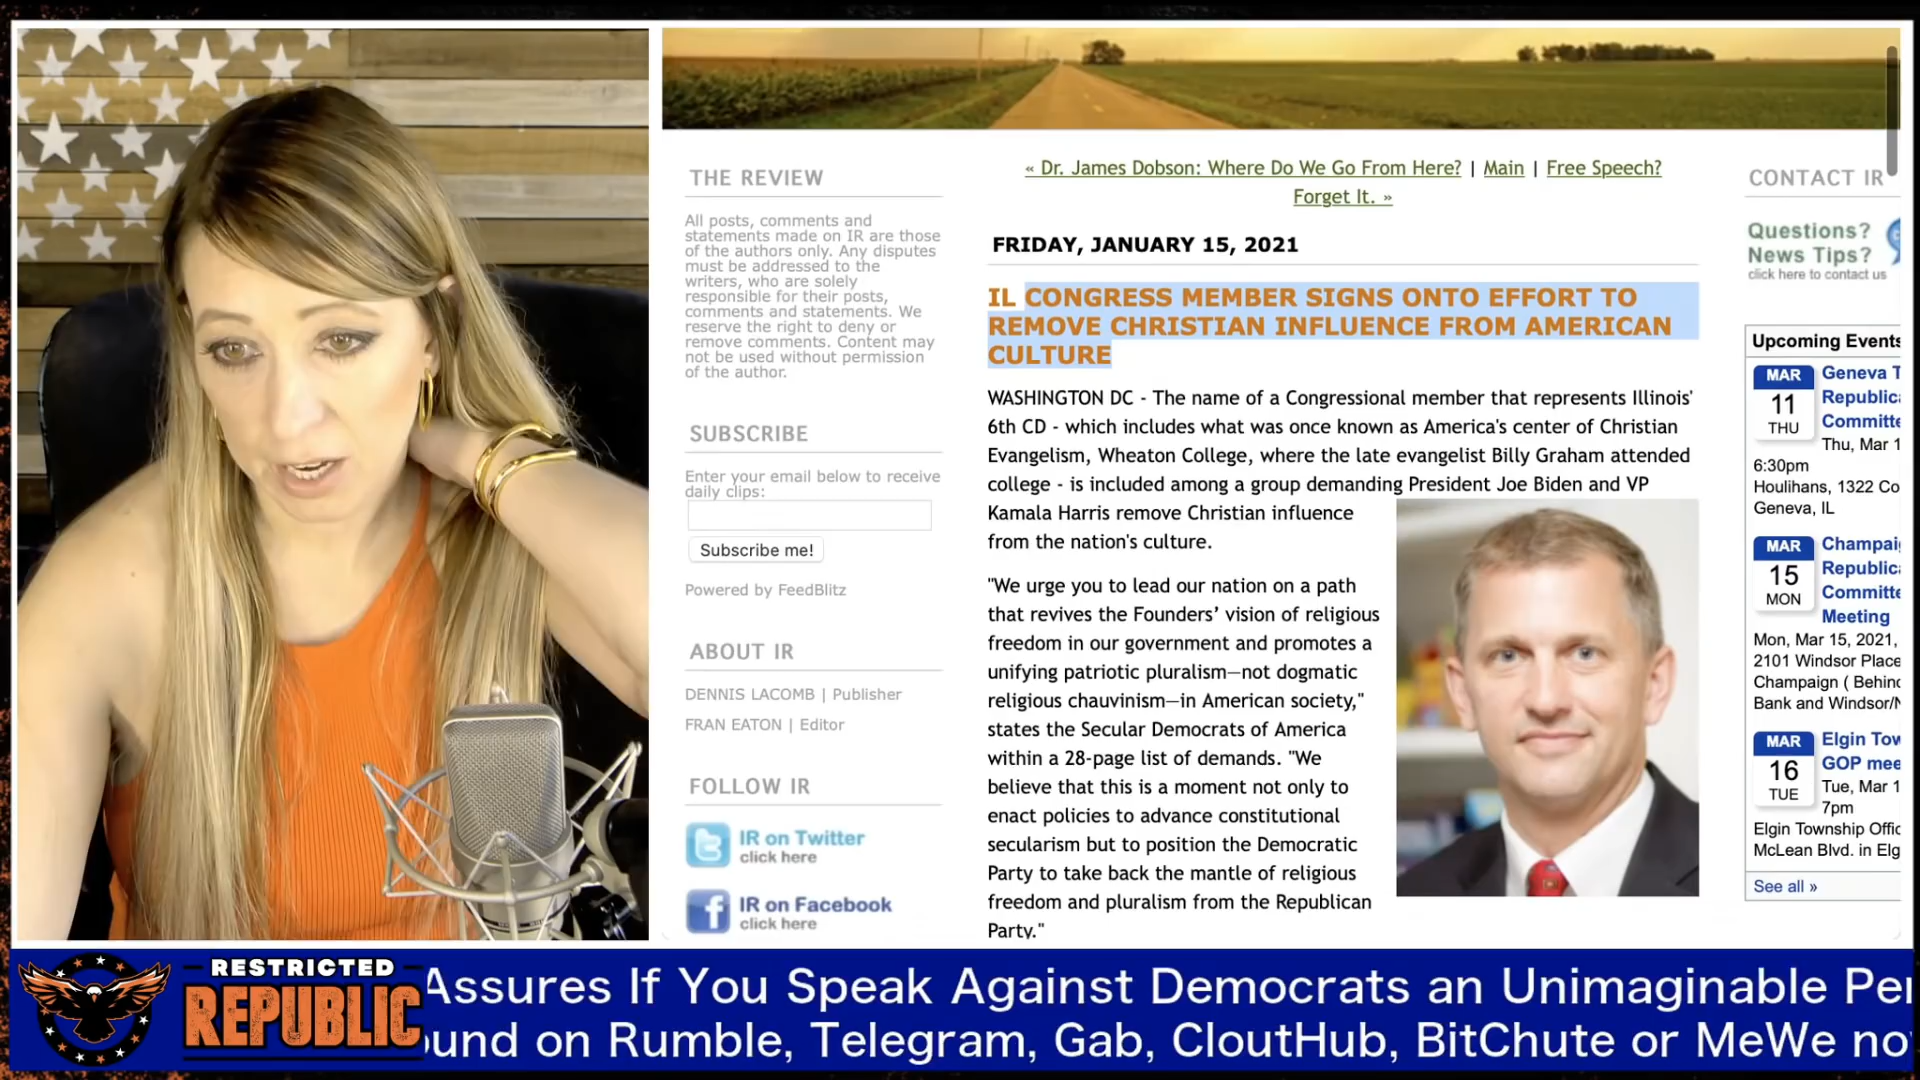 THE REVIEW
All posts, comments and
statements made on IR are those
of the authors only. Any disputes
must be addressed to the
writers, who are solely
responsible for their posts,
comments and statements. We
reserve the right to deny or
remove comments. Content may
not be used without permission
of the author.
SUBSCRIBE
Enter your email below to receive
daily clips:
Subscribe me!
Powered by FeedBlitz
ABOUT IR
DENNIS LACOMB | Publisher
FRAN EATON | Editor
FOLLOW IR
IR on Twitter
click here
IR on Facebook
click here
« Dr. James Dobson: Where Do We Go From Here? | Main | Free Speech?
Forget It. »
FRIDAY, JANUARY 15, 2021
IL CONGRESS MEMBER SIGNS ONTO EFFORT TO
REMOVE CHRISTIAN INFLUENCE FROM AMERICAN
CULTURE
WASHINGTON DC - The name of a Congressional member that represents Illinois'
6th CD - which includes what was once known as America's center of Christian
Evangelism, Wheaton College, where the late evangelist Billy Graham attended
college - is included among a group demanding President Joe Biden and VP
Kamala Harris remove Christian influence
from the nation's culture.
"We urge you to lead our nation on a path
that revives the Founders’ vision of religious
freedom in our government and promotes a
unifying patriotic pluralism—not dogmatic
religious chauvinism—in American society,"
states the Secular Democrats of America
within a 28-page list of demands. "We
believe that this is a moment not only to
enact policies to advance constitutional
secularism but to position the Democratic
Party to take back the mantle of religious
freedom and pluralism from the Republican
Party."
CONTACT IR
Questions?
News Tips?
click here to contact us
Upcoming Events
MAR
11
THU
Geneva T
Republica
Committe
Thu, Mar 1
6:30pm
Houlihans, 1322 Co
Geneva, IL
MAR
15
MON
Champai
Republica
Committe
Meeting
Mon, Mar 15, 2021,
2101 Windsor Place
Champaign ( Behind
Bank and Windsor/N
MAR
16
TUE
Elgin Tow
GOP mee
Tue, Mar 1
7pm
Elgin Township Offic
McLean Blvd. in Elg
See all »
RESTRICTED
REPUBLIC
Assures If You Speak Against Democrats an Unimaginable Pe
ound on Rumble, Telegram, Gab, CloutHub, BitChute or MeWe no